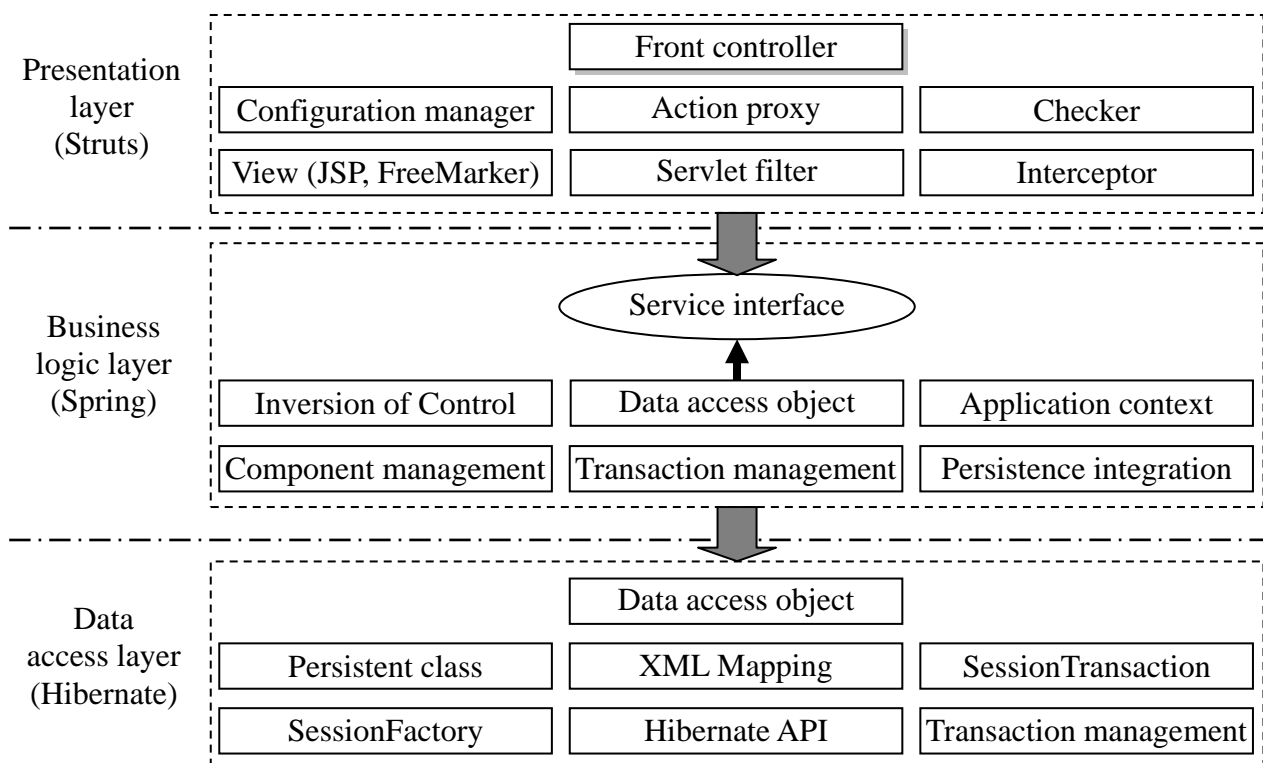 Presentation
layer
(Struts)
Front controller
Configuration manager
Action proxy
Checker
View (JSP, FreeMarker)
Servlet filter
Interceptor
Business
logic layer
(Spring)
Service interface
Inversion of Control
Data access object
Application context
Component management
Transaction management
Persistence integration
Data
access layer
(Hibernate)
Data access object
Persistent class
XML Mapping
SessionTransaction
SessionFactory
Hibernate API
Transaction management